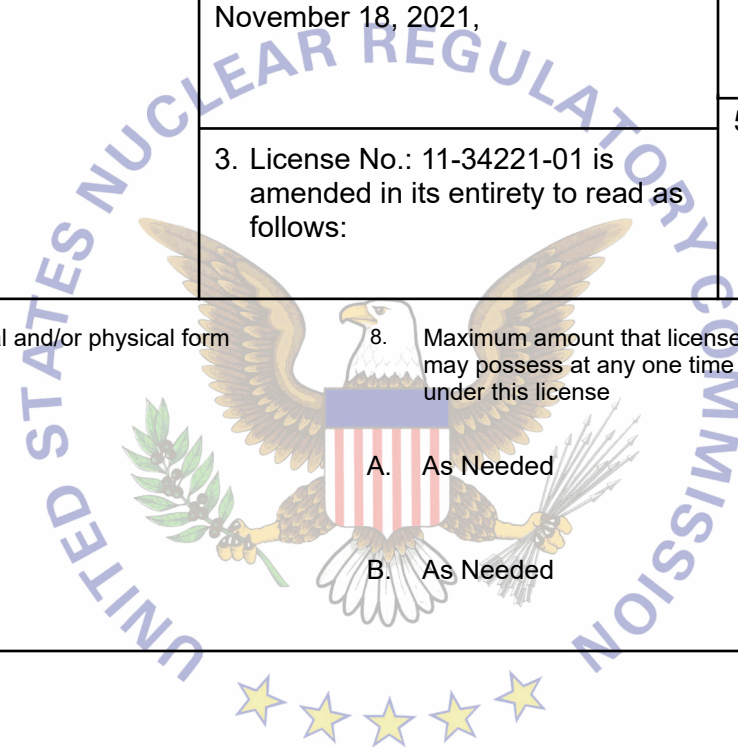 November 18, 2021,
3. License No.: 11-34221-01 is
amended in its entirety to read as
follows:
and/or physical form
8. Maximum amount that license
may possess at any one time
under this license
A. As Needed
B. As Needed
UNITED STATES NUCLEAR REGULATORY COMMISSION